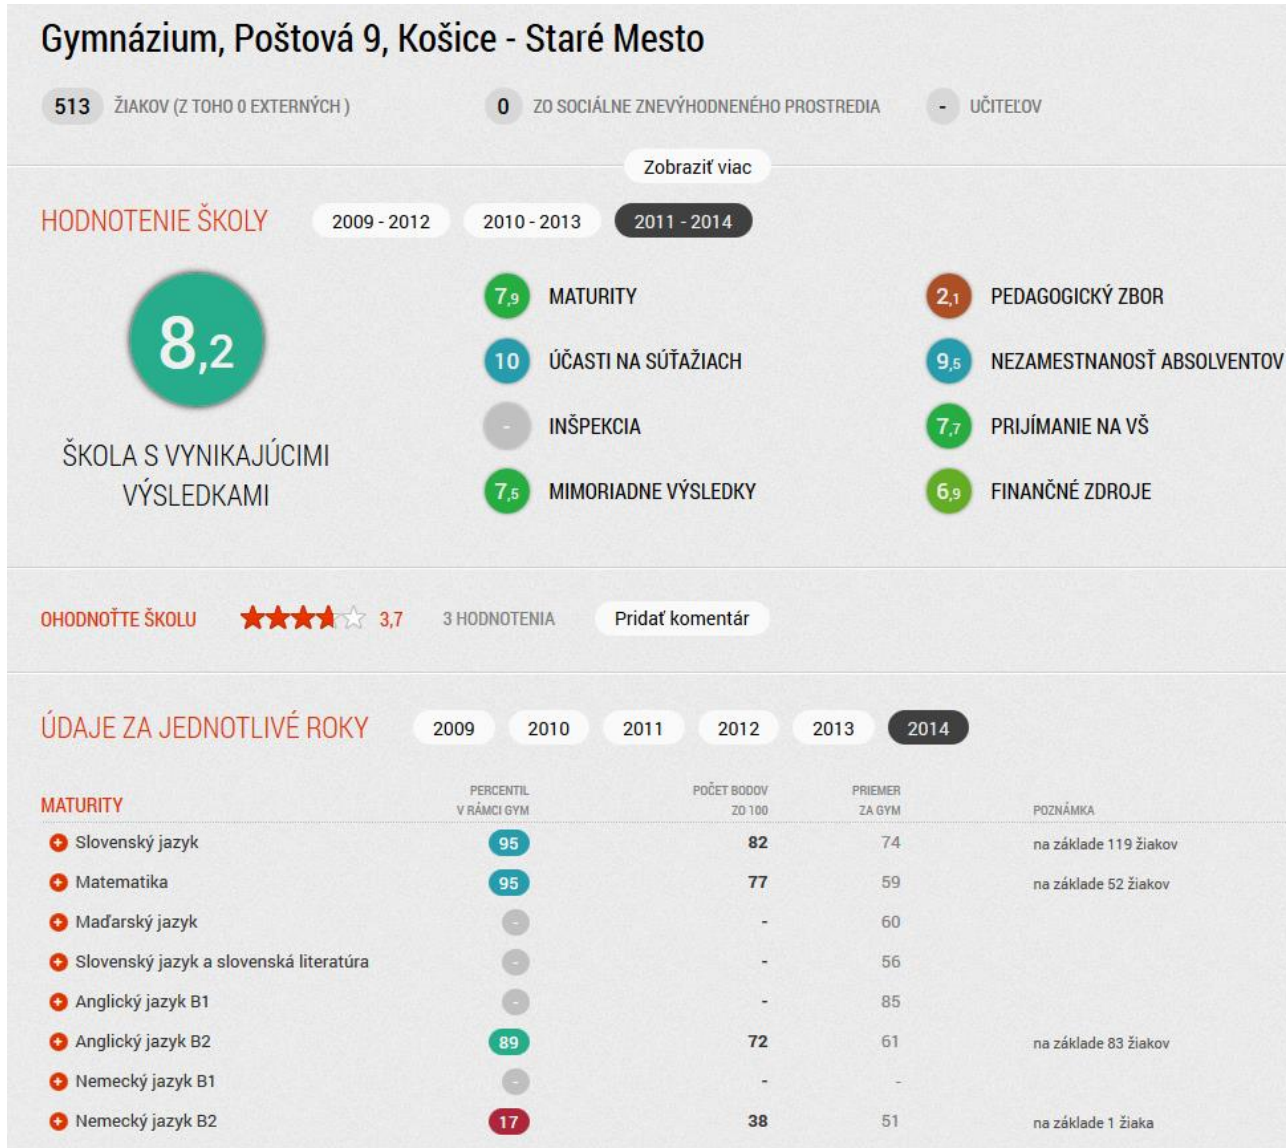 Gymnázium, Poštová 9, Košice - Staré Mesto
513 ŽIAKOV (Z TOHO 0 EXTERNÝCH ) 0 ZO SOCIÁLNE ZNEVÝHODNENÉHO PROSTREDIA - UČITEĽOV
Zobraziť viac
HODNOTENIE ŠKOLY 2009 - 2012 2010 - 2013 2011 - 2014
8,2
ŠKOLA S VYNIKAJÚCIMI
VÝSLEDKAMI
7,9 MATURITY 2,1 PEDAGOGICKÝ ZBOR
10 ÚČASTI NA SÚŤAŽIACH 9,5 NEZAMESTNANOSŤ ABSOLVENTOV
- INŠPEKCIA 7,7 PRIJÍMANIE NA VŠ
7,5 MIMORIADNE VÝSLEDKY 6,9 FINANČNÉ ZDROJE
OHODNOŤTE ŠKOLU 3,7 3 HODNOTENIA Pridať komentár
ÚDAJE ZA JEDNOTLIVÉ ROKY 2009 2010 2011 2012 2013 2014
PERCENTIL POČET BODOV PRIEMER
MATURITY V RÁMCI GYM ZO 100 ZA GYM POZNÁMKA
Slovenský jazyk 95 82 74 na základe 119 žiakov
Matematika 95 77 59 na základe 52 žiakov
Maďarský jazyk - - 60
Slovenský jazyk a slovenská literatúra - - 56
Anglický jazyk B1 - - 85
Anglický jazyk B2 89 72 61 na základe 83 žiakov
Nemecký jazyk B1 - - -
Nemecký jazyk B2 17 38 51 na základe 1 žiaka